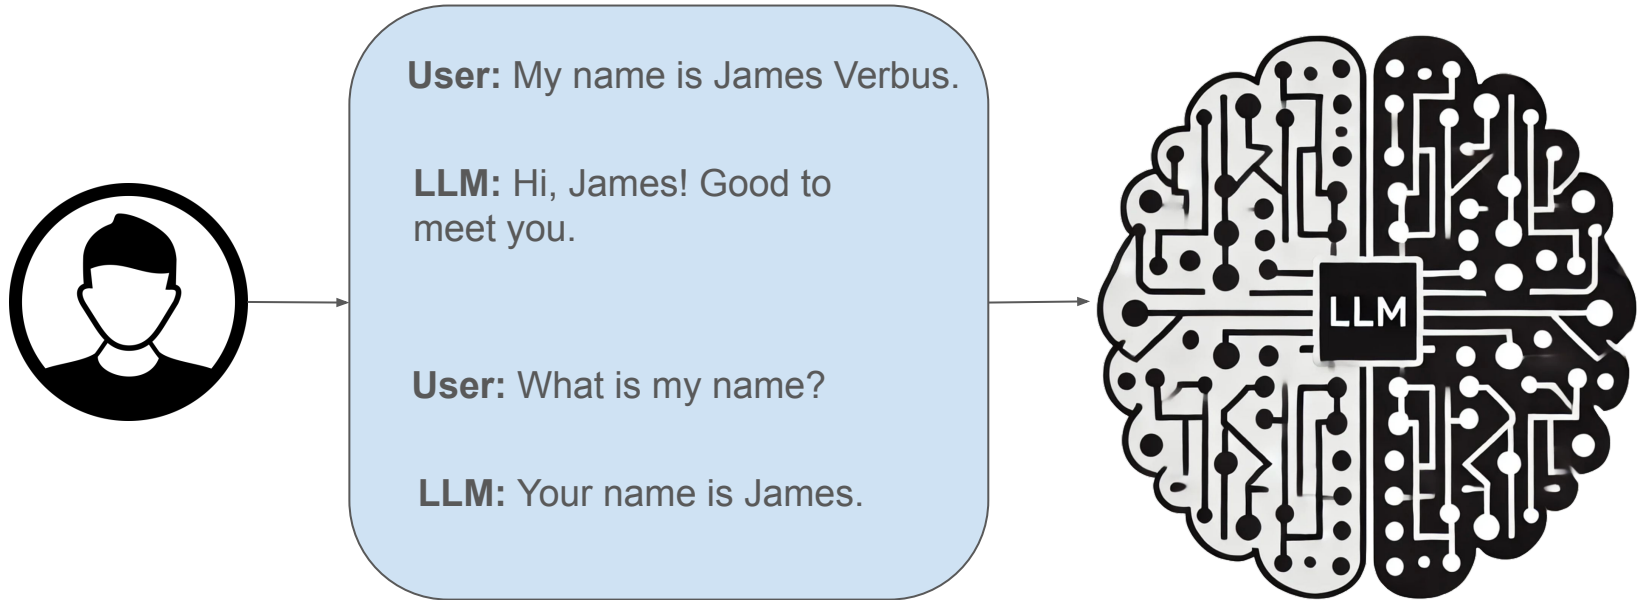 User: My name is James Verbus.
LLM: Hi, James! Good to
meet you.
User: What is my name?
LLM: Your name is James.
LLM